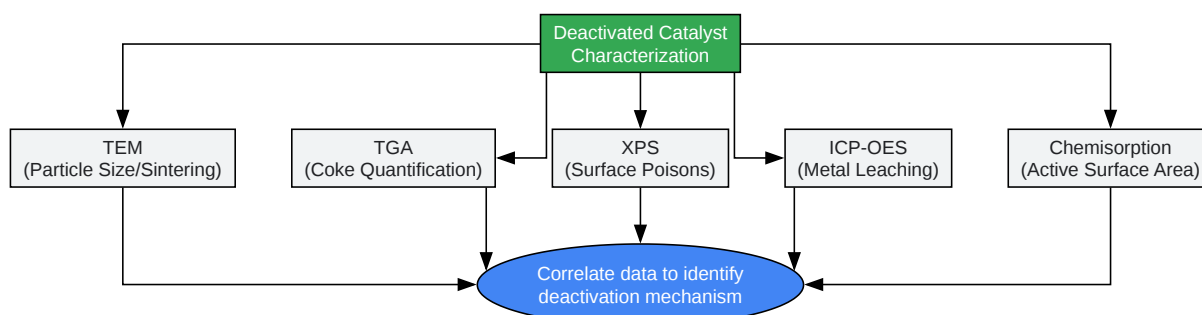 Deactivated Catalyst
Characterization
TEM
(Particle Size/Sintering)
TGA
(Coke Quantification)
XPS
(Surface Poisons)
ICP-OES
(Metal Leaching)
Chemisorption
(Active Surface Area)
Correlate data to identify
deactivation mechanism